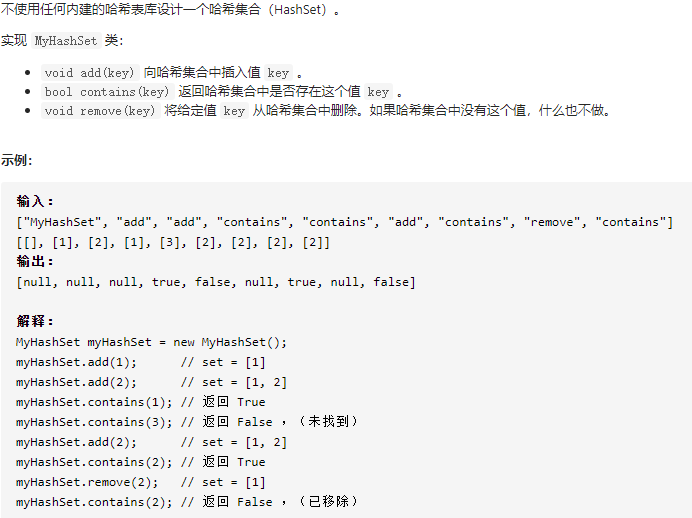 不使用任何内建的哈希表库设计一个哈希集合（HashSet）。
实现 MyHashSet 类：
• void add(key) 向哈希集合中插入值 key 。
• bool contains(key) 返回哈希集合中是否存在这个值 key 。
• void remove(key) 将给定值 key 从哈希集合中删除。如果哈希集合中没有这个值，什么也不做。
示例：
输入：
["MyHashSet", "add", "add", "contains", "contains", "add", "contains", "remove", "contains"]
[[], [1], [2], [1], [3], [2], [2], [2], [2]]
输出：
[null, null, null, true, false, null, true, null, false]
解释：
MyHashSet myHashSet = new MyHashSet();
myHashSet.add(1);      // set = [1]
myHashSet.add(2);      // set = [1, 2]
myHashSet.contains(1); // 返回 True
myHashSet.contains(3); // 返回 False ，（未找到）
myHashSet.add(2);      // set = [1, 2]
myHashSet.contains(2); // 返回 True
myHashSet.remove(2);   // set = [1]
myHashSet.contains(2); // 返回 False ，（已移除）